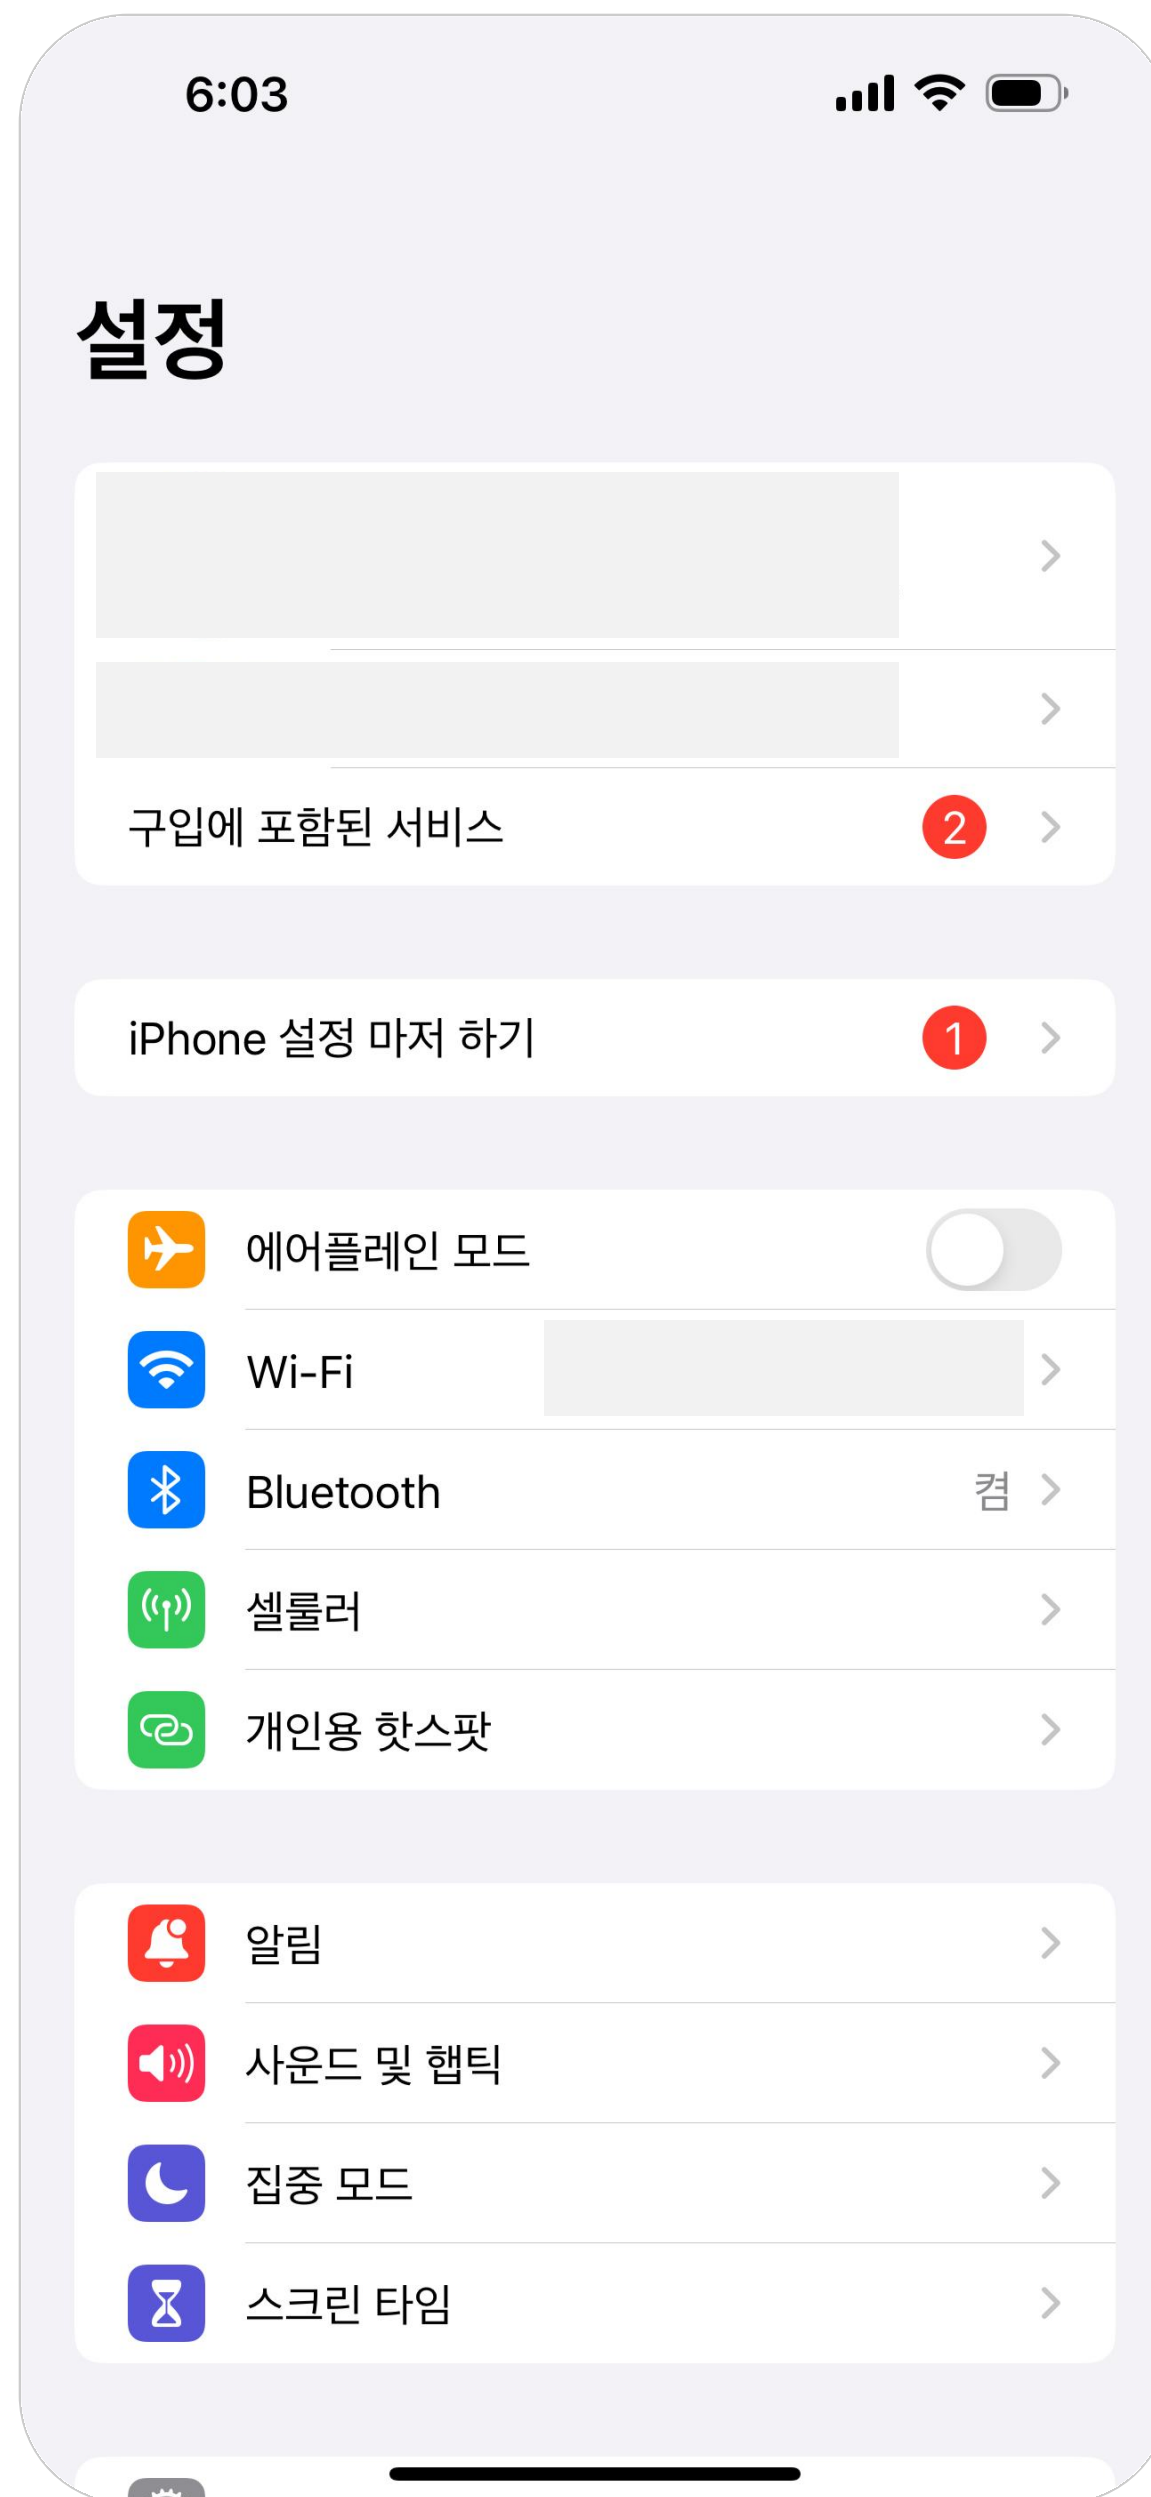 6:03
설정
구입에 포함된 서비스 2
iPhone 설정 마저 하기 1
에어플레인 모드
Wi-Fi
Bluetooth 켬
셀룰러
개인용 핫스팟
알림
사운드 및 햅틱
집중 모드
스크린 타임